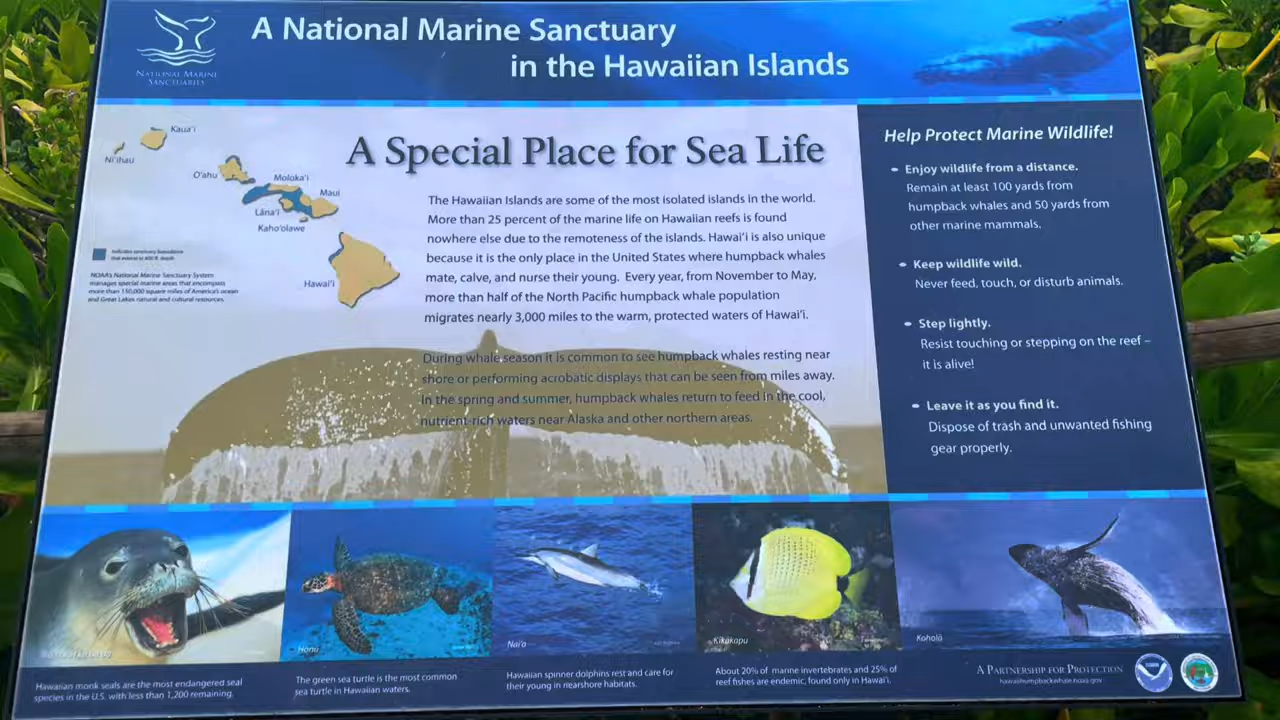 A National Marine Sanctuary
in the Hawaiian Islands
NATIONAL MARINE
SANCTUARIES
Kaua'i
Ni'ihau
O'ahu
Moloka'i
Maui
Lāna'i
Kaho'olawe
Hawai'i
Indicates sanctuary boundaries
that extend to 600 ft. depth
NOAA's National Marine Sanctuary System
manages special marine areas that encompass
more than 150,000 square miles of America's ocean
and Great Lakes natural and cultural resources.
A Special Place for Sea Life
The Hawaiian Islands are some of the most isolated islands in the world.
More than 25 percent of the marine life on Hawaiian reefs is found
nowhere else due to the remoteness of the islands. Hawai'i is also unique
because it is the only place in the United States where humpback whales
mate, calve, and nurse their young. Every year, from November to May,
more than half of the North Pacific humpback whale population
migrates nearly 3,000 miles to the warm, protected waters of Hawai'i.
During whale season it is common to see humpback whales resting near
shore or performing acrobatic displays that can be seen from miles away.
In the spring and summer, humpback whales return to feed in the cool,
nutrient-rich waters near Alaska and other northern areas.
Help Protect Marine Wildlife!
• Enjoy wildlife from a distance.
Remain at least 100 yards from
humpback whales and 50 yards from
other marine mammals.
• Keep wildlife wild.
Never feed, touch, or disturb animals.
• Step lightly.
Resist touching or stepping on the reef –
it is alive!
• Leave it as you find it.
Dispose of trash and unwanted fishing
gear properly.
Honu
Nai'a
Kīkākapu
Koholā
Hawaiian monk seals are the most endangered seal
species in the U.S. with less than 1,200 remaining.
The green sea turtle is the most common
sea turtle in Hawaiian waters.
Hawaiian spinner dolphins rest and care for
their young in nearshore habitats.
About 20% of marine invertebrates and 25% of
reef fishes are endemic, found only in Hawai'i.
A PARTNERSHIP FOR PROTECTION
hawaiihumpbackwhale.noaa.gov